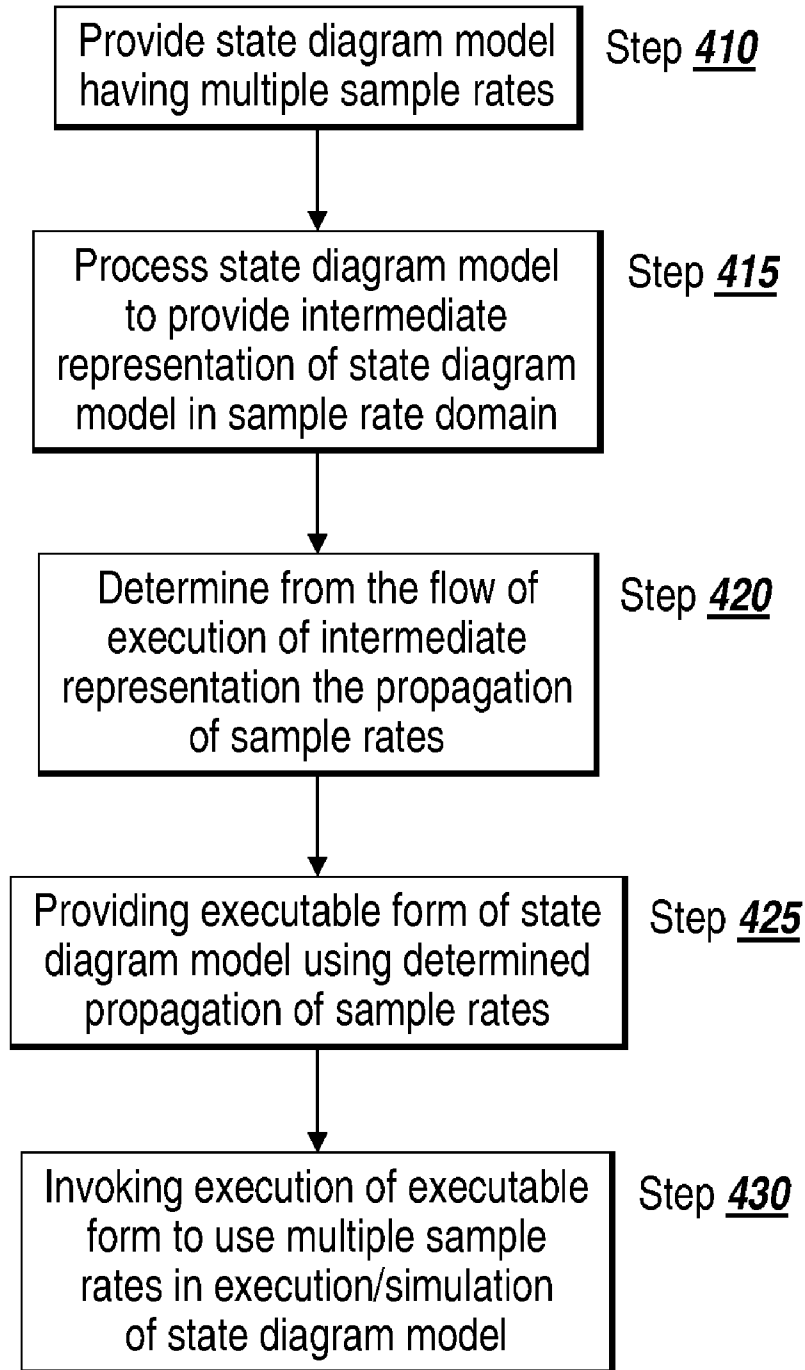 Provide state diagram model
having multiple sample rates
Step 410
Process state diagram model
to provide intermediate
representation of state diagram
model in sample rate domain
Step 415
Determine from the flow of
execution of intermediate
representation the propagation
of sample rates
Step 420
Providing executable form of state
diagram model using determined
propagation of sample rates
Step 425
Invoking execution of executable
form to use multiple sample
rates in execution/simulation
of state diagram model
Step 430